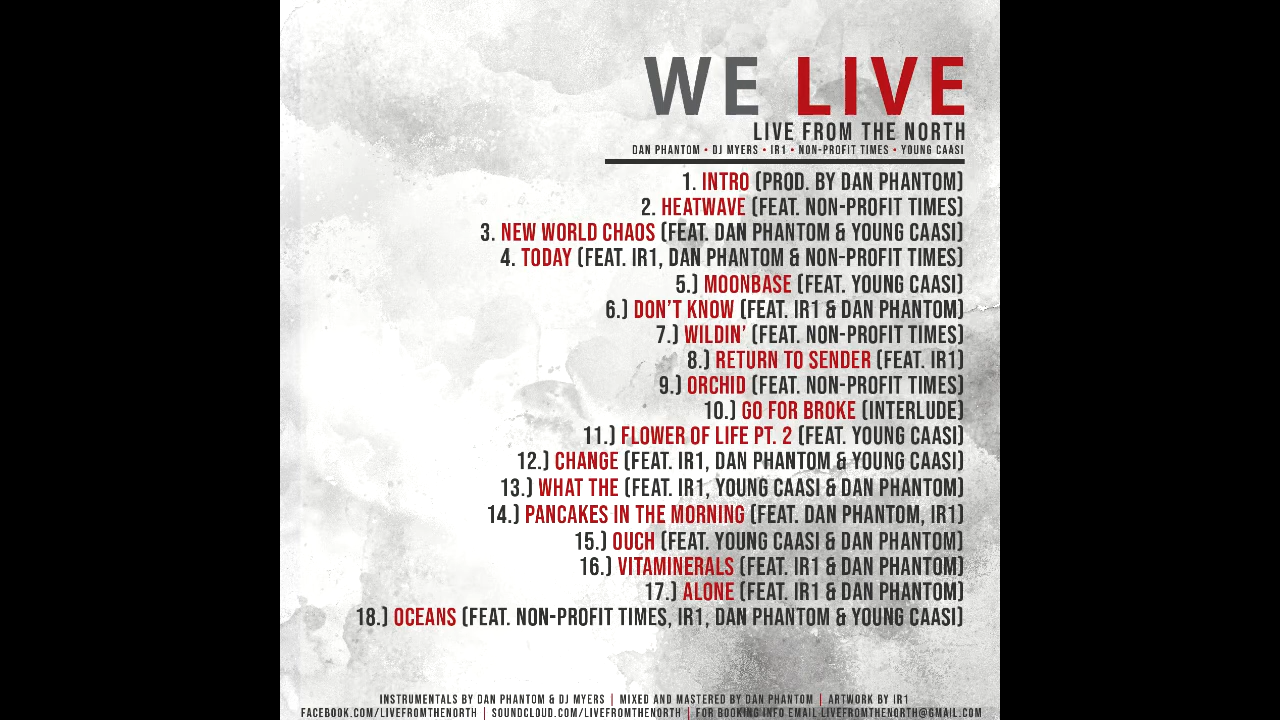 WE LIVE
LIVE FROM THE NORTH
DAN PHANTOM • DJ MYERS • IR1 • NON-PROFIT TIMES • YOUNG CAASI
1. INTRO (PROD. BY DAN PHANTOM)
2. HEATWAVE (FEAT. NON-PROFIT TIMES)
3. NEW WORLD CHAOS (FEAT. DAN PHANTOM & YOUNG CAASI)
4. TODAY (FEAT. IR1, DAN PHANTOM & NON-PROFIT TIMES)
5.) MOONBASE (FEAT. YOUNG CAASI)
6.) DON'T KNOW (FEAT. IR1 & DAN PHANTOM)
7.) WILDIN' (FEAT. NON-PROFIT TIMES)
8.) RETURN TO SENDER (FEAT. IR1)
9.) ORCHID (FEAT. NON-PROFIT TIMES)
10.) GO FOR BROKE (INTERLUDE)
11.) FLOWER OF LIFE PT. 2 (FEAT. YOUNG CAASI)
12.) CHANGE (FEAT. IR1, DAN PHANTOM & YOUNG CAASI)
13.) WHAT THE (FEAT. IR1, YOUNG CAASI & DAN PHANTOM)
14.) PANCAKES IN THE MORNING (FEAT. DAN PHANTOM, IR1)
15.) OUCH (FEAT. YOUNG CAASI & DAN PHANTOM)
16.) VITAMINERALS (FEAT. IR1 & DAN PHANTOM)
17.) ALONE (FEAT. IR1 & DAN PHANTOM)
18.) OCEANS (FEAT. NON-PROFIT TIMES, IR1, DAN PHANTOM & YOUNG CAASI)
INSTRUMENTALS BY DAN PHANTOM & DJ MYERS | MIXED AND MASTERED BY DAN PHANTOM | ARTWORK BY IR1
FACEBOOK.COM/LIVEFROMTHENORTH | SOUNDCLOUD.COM/LIVEFROMTHENORTH | FOR BOOKING INFO EMAIL LIVEFROMTHENORTH@GMAIL.COM